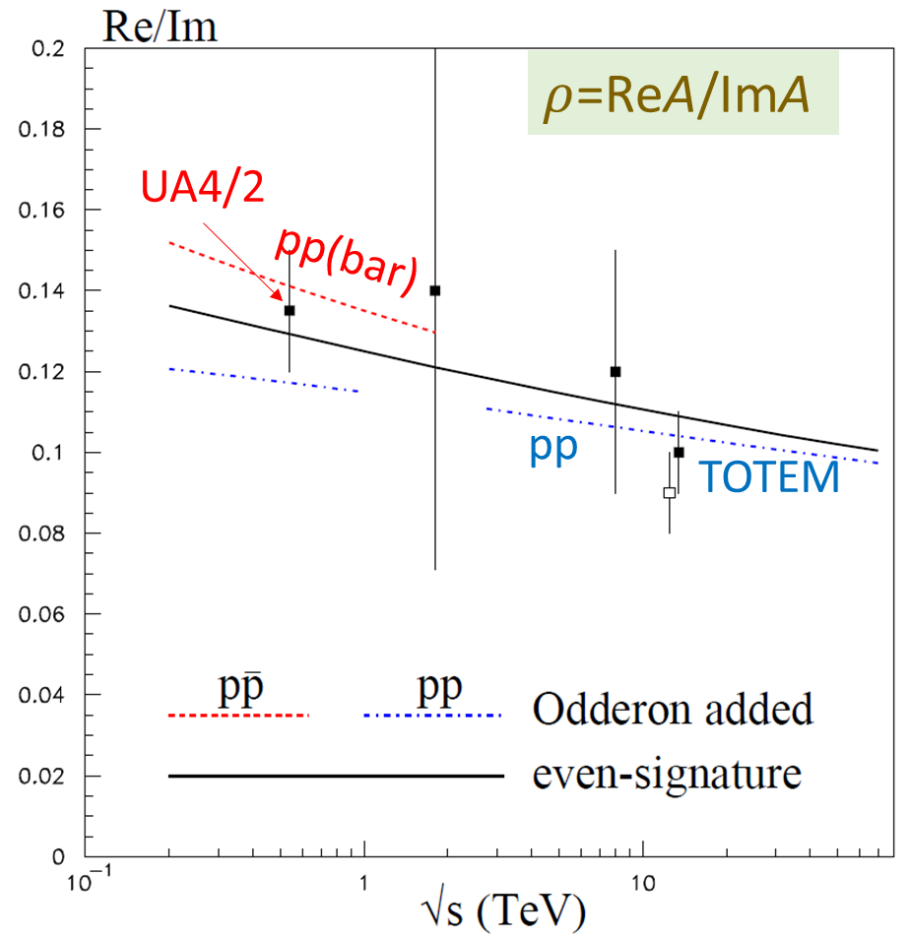 Re/Im
0.2
0.18
0.16
0.14
0.12
0.1
0.08
0.06
0.04
0.02
0
ρ=ReA/ImA
UA4/2
pp(bar)
pp
TOTEM
pp̄ pp Odderon added
even-signature
10⁻¹ 1 10
√s (TeV)